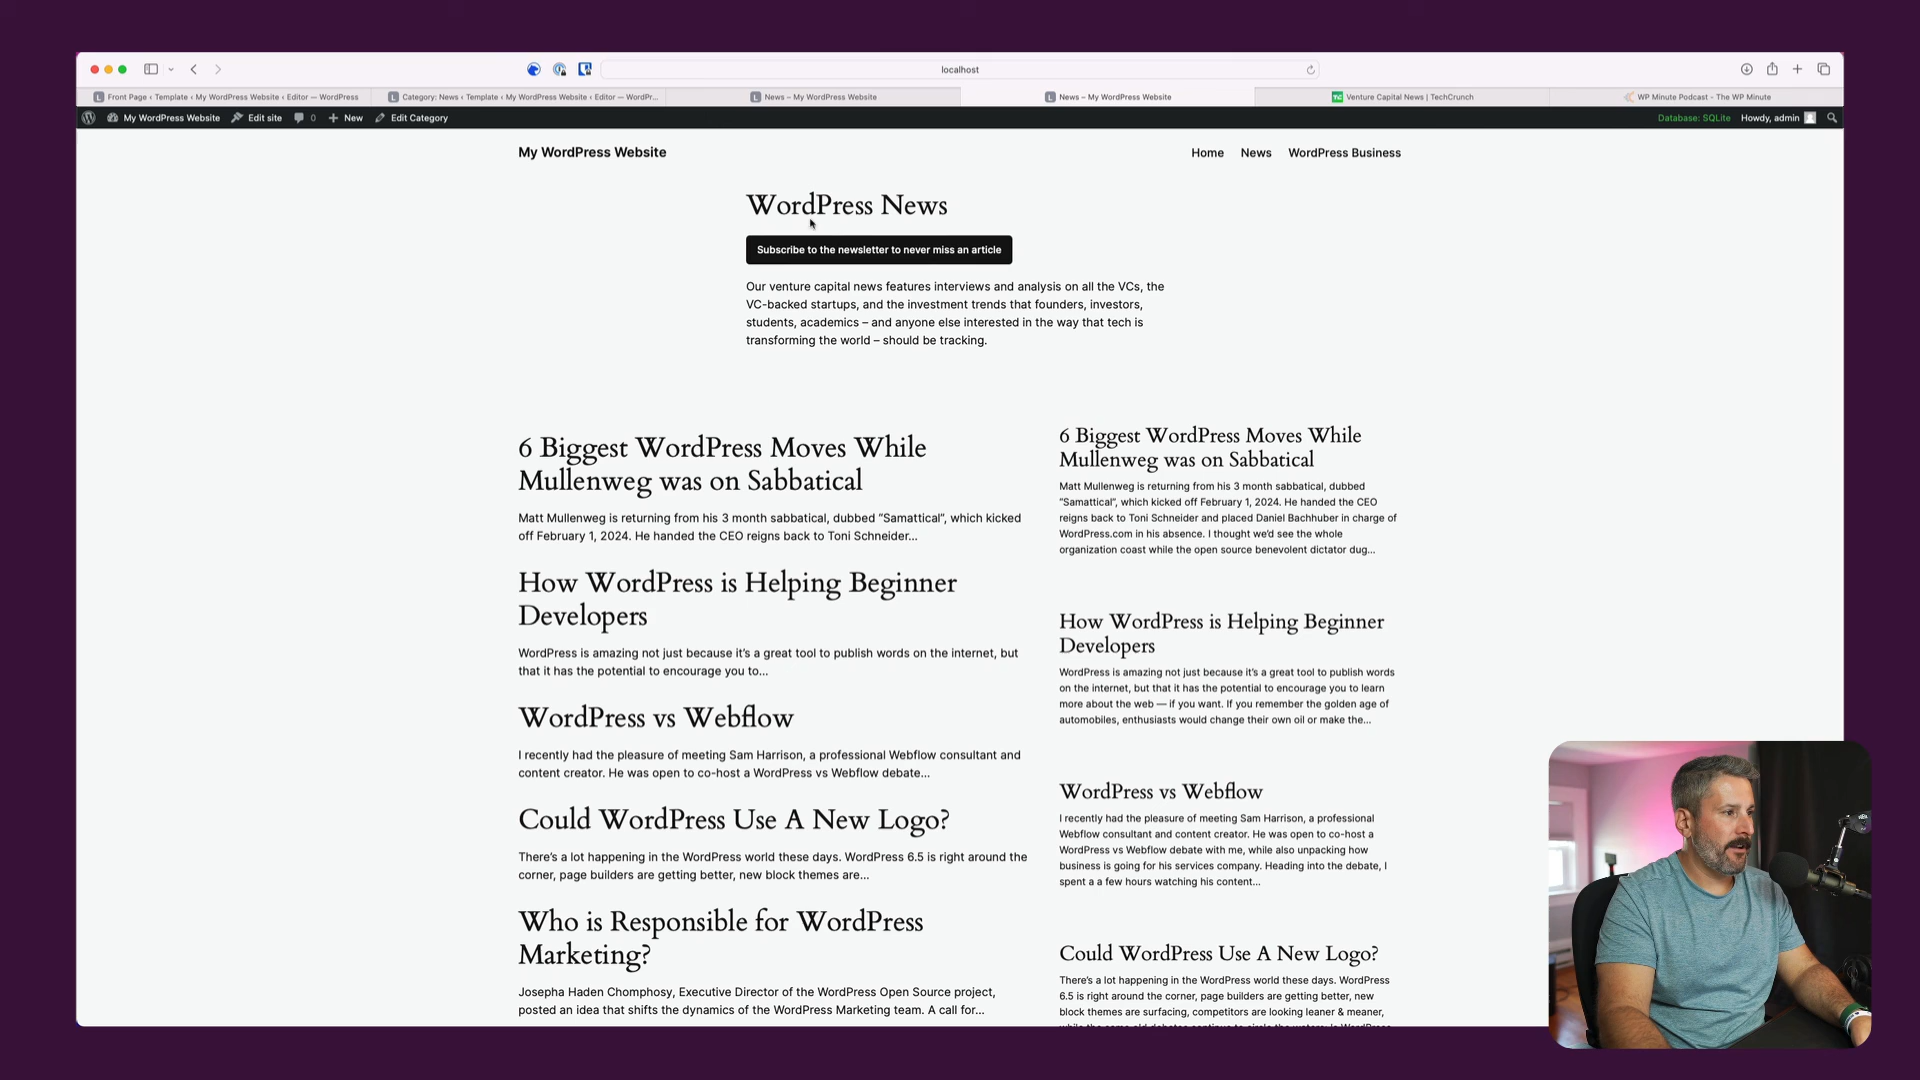 localhost
Front Page ‹ Template ‹ My WordPress Website ‹ Editor — WordPress
Category: News ‹ Template ‹ My WordPress Website ‹ Editor — WordPr...
News – My WordPress Website
News – My WordPress Website
Venture Capital News | TechCrunch
WP Minute Podcast - The WP Minute
My WordPress Website
Edit site
0
New
Edit Category
Database: SQLite
Howdy, admin
My WordPress Website
Home
News
WordPress Business
WordPress News
Subscribe to the newsletter to never miss an article
Our venture capital news features interviews and analysis on all the VCs, the
VC-backed startups, and the investment trends that founders, investors,
students, academics – and anyone else interested in the way that tech is
transforming the world – should be tracking.
6 Biggest WordPress Moves While
Mullenweg was on Sabbatical
Matt Mullenweg is returning from his 3 month sabbatical, dubbed “Samattical”, which kicked
off February 1, 2024. He handed the CEO reigns back to Toni Schneider...
How WordPress is Helping Beginner
Developers
WordPress is amazing not just because it’s a great tool to publish words on the internet, but
that it has the potential to encourage you to...
WordPress vs Webflow
I recently had the pleasure of meeting Sam Harrison, a professional Webflow consultant and
content creator. He was open to co-host a WordPress vs Webflow debate...
Could WordPress Use A New Logo?
There’s a lot happening in the WordPress world these days. WordPress 6.5 is right around the
corner, page builders are getting better, new block themes are...
Who is Responsible for WordPress
Marketing?
Josepha Haden Chomphosy, Executive Director of the WordPress Open Source project,
posted an idea that shifts the dynamics of the WordPress Marketing team. A call for...
6 Biggest WordPress Moves While
Mullenweg was on Sabbatical
Matt Mullenweg is returning from his 3 month sabbatical, dubbed
“Samattical”, which kicked off February 1, 2024. He handed the CEO
reigns back to Toni Schneider and placed Daniel Bachhuber in charge of
WordPress.com in his absence. I thought we’d see the whole
organization coast while the open source benevolent dictator dug...
How WordPress is Helping Beginner
Developers
WordPress is amazing not just because it’s a great tool to publish words
on the internet, but that it has the potential to encourage you to learn
more about the web — if you want. If you remember the golden age of
automobiles, enthusiasts would change their own oil or make the...
WordPress vs Webflow
I recently had the pleasure of meeting Sam Harrison, a professional
Webflow consultant and content creator. He was open to co-host a
WordPress vs Webflow debate with me, while also unpacking how
business is going for his services company. Heading into the debate, I
spent a a few hours watching his content...
Could WordPress Use A New Logo?
There’s a lot happening in the WordPress world these days. WordPress
6.5 is right around the corner, page builders are getting better, new
block themes are surfacing, competitors are looking leaner & meaner,